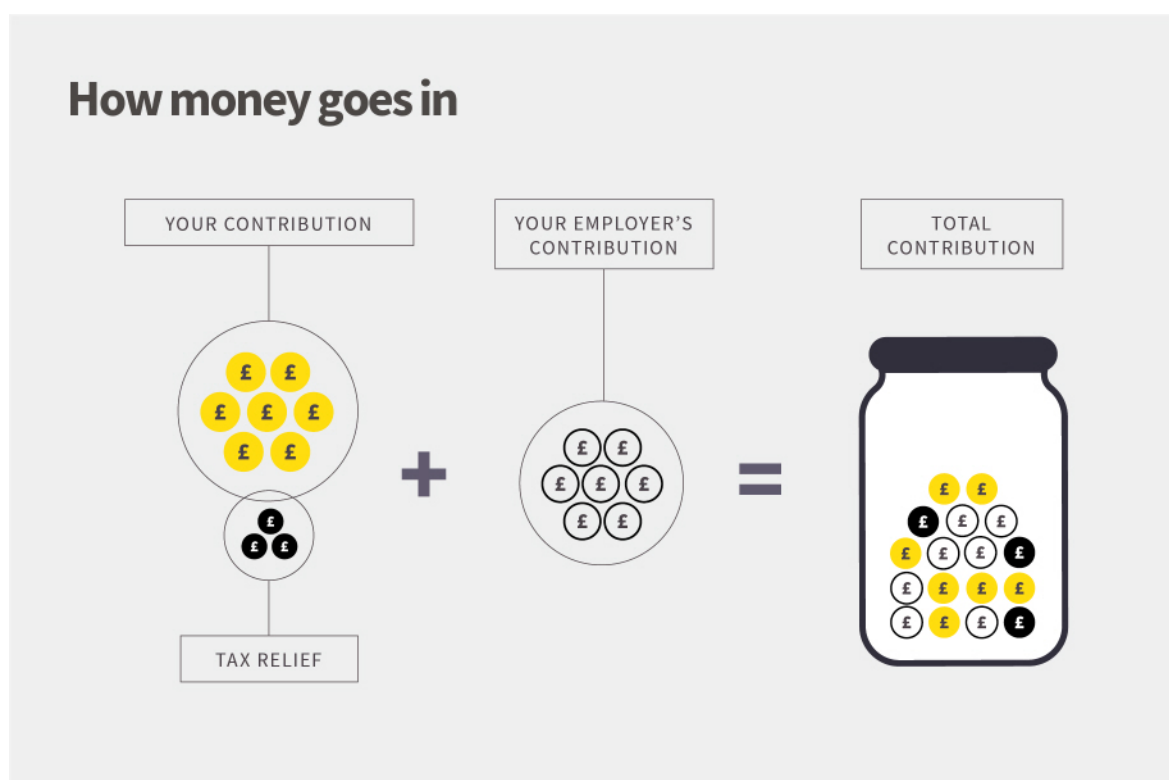 How money goes in
YOUR CONTRIBUTION
££
£££
££
£
££
TAX RELIEF
+
YOUR EMPLOYER'S
CONTRIBUTION
££
£££
££
=
TOTAL
CONTRIBUTION
££
£££
££££
££££
££££